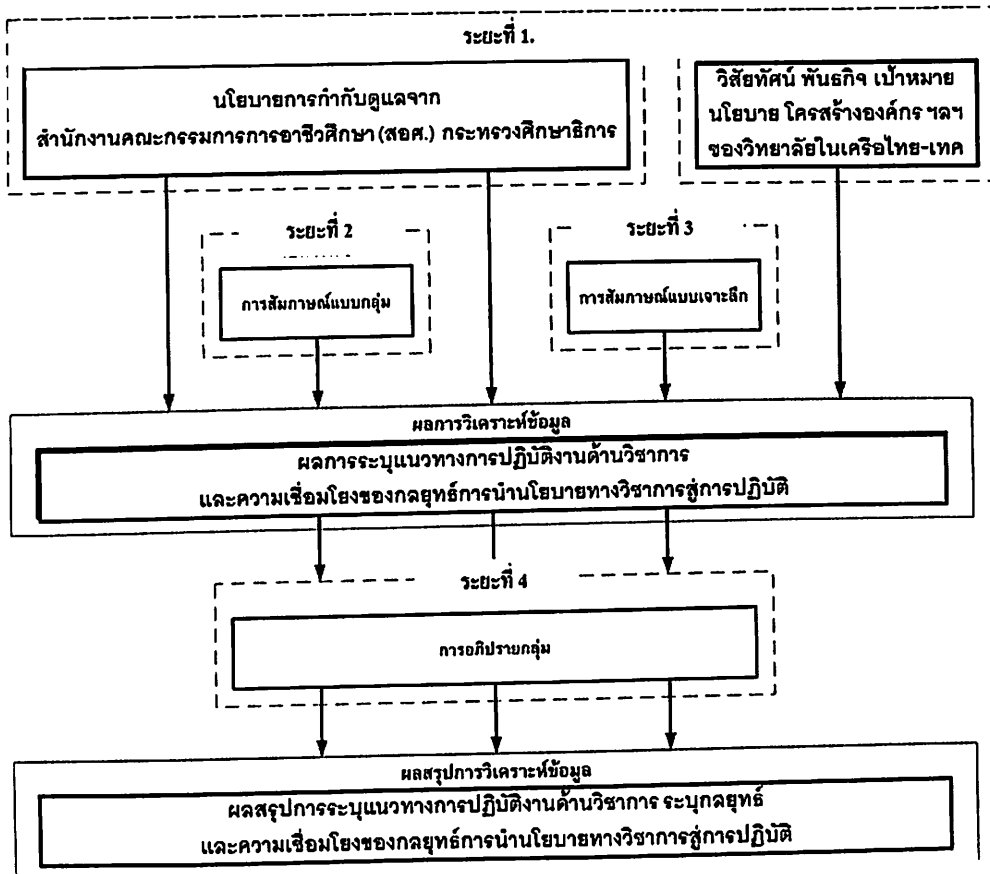 ระยะที่ 1.
นโยบายการกำกับดูแลจาก
สำนักงานคณะกรรมการการอาชีวศึกษา (สอศ.) กระทรวงศึกษาธิการ
วิสัยทัศน์ พันธกิจ เป้าหมาย
นโยบาย โครสร้างองค์กร ฯลฯ
ของวิทยาลัยในเครือไทย-เทค
ระยะที่ 2
ระยะที่ 3
การสัมภาษณ์แบบกลุ่ม
การสัมภาษณ์แบบเจาะลึก
ผลการวิเคราะห์ข้อมูล
ผลการระบุแนวทางการปฏิบัติงานด้านวิชาการ
และความเชื่อมโยงของกลยุทธ์การนำนโยบายทางวิชาการสู่การปฏิบัติ
ระยะที่ 4
การอภิปรายกลุ่ม
ผลสรุปการวิเคราะห์ข้อมูล
ผลสรุปการระบุแนวทางการปฏิบัติงานด้านวิชาการ ระบุกลยุทธ์
และความเชื่อมโยงของกลยุทธ์การนำนโยบายทางวิชาการสู่การปฏิบัติ